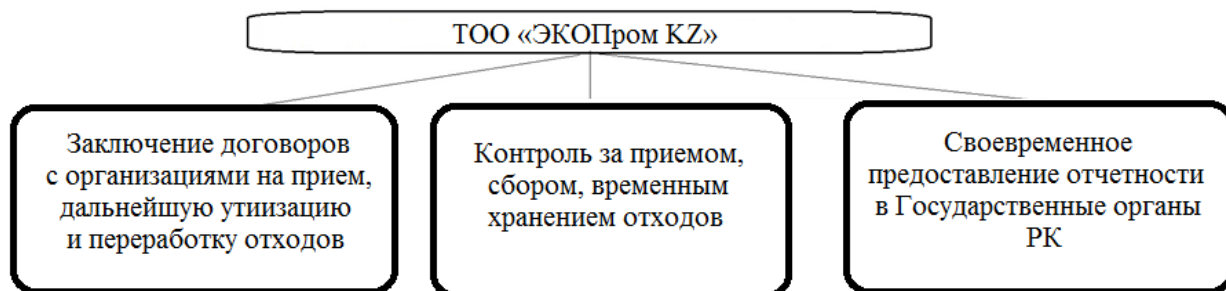 ТОО «ЭКОПром KZ»
Заключение договоров
с организациями на прием,
дальнейшую утиизацию
и переработку отходов
Контроль за приемом,
сбором, временным
хранением отходов
Своевременное
предоставление отчетности
в Государственные органы
РК